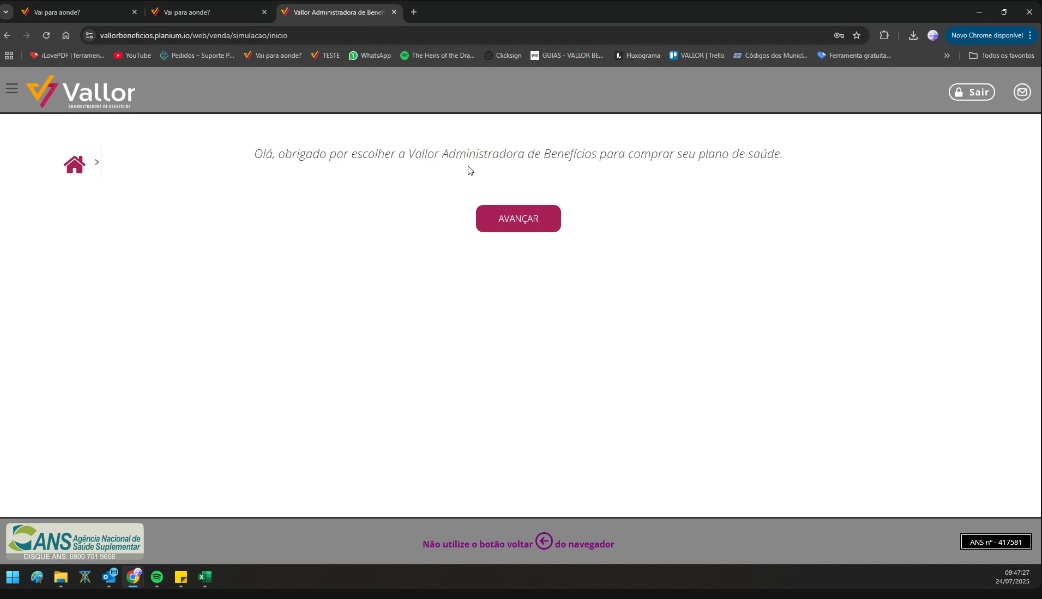 Vai para aonde?
Vai para aonde?
Vallor Administradora de Benef
vallorbeneficios.planium.io/web/venda/simulacao/inicio
Novo Chrome disponível
iLovePDF | ferramen...
YouTube
Pedidos – Suporte P...
Vai para aonde?
TESTE
WhatsApp
The Heirs of the Dra...
Clicksign
GUIAS - VALLOR BE...
Fluxograma
VALLOR | Trello
Códigos dos Munici...
Ferramenta gratuita...
Todos os favoritos
Vallor
ADMINISTRADORA DE BENEFÍCIOS
Sair
Olá, obrigado por escolher a Vallor Administradora de Benefícios para comprar seu plano de saúde.
AVANÇAR
ANS Agência Nacional de
Saúde Suplementar
DISQUE ANS: 0800 701 9656
Não utilize o botão voltar do navegador
ANS nº - 417581
09:47:27
24/07/2025